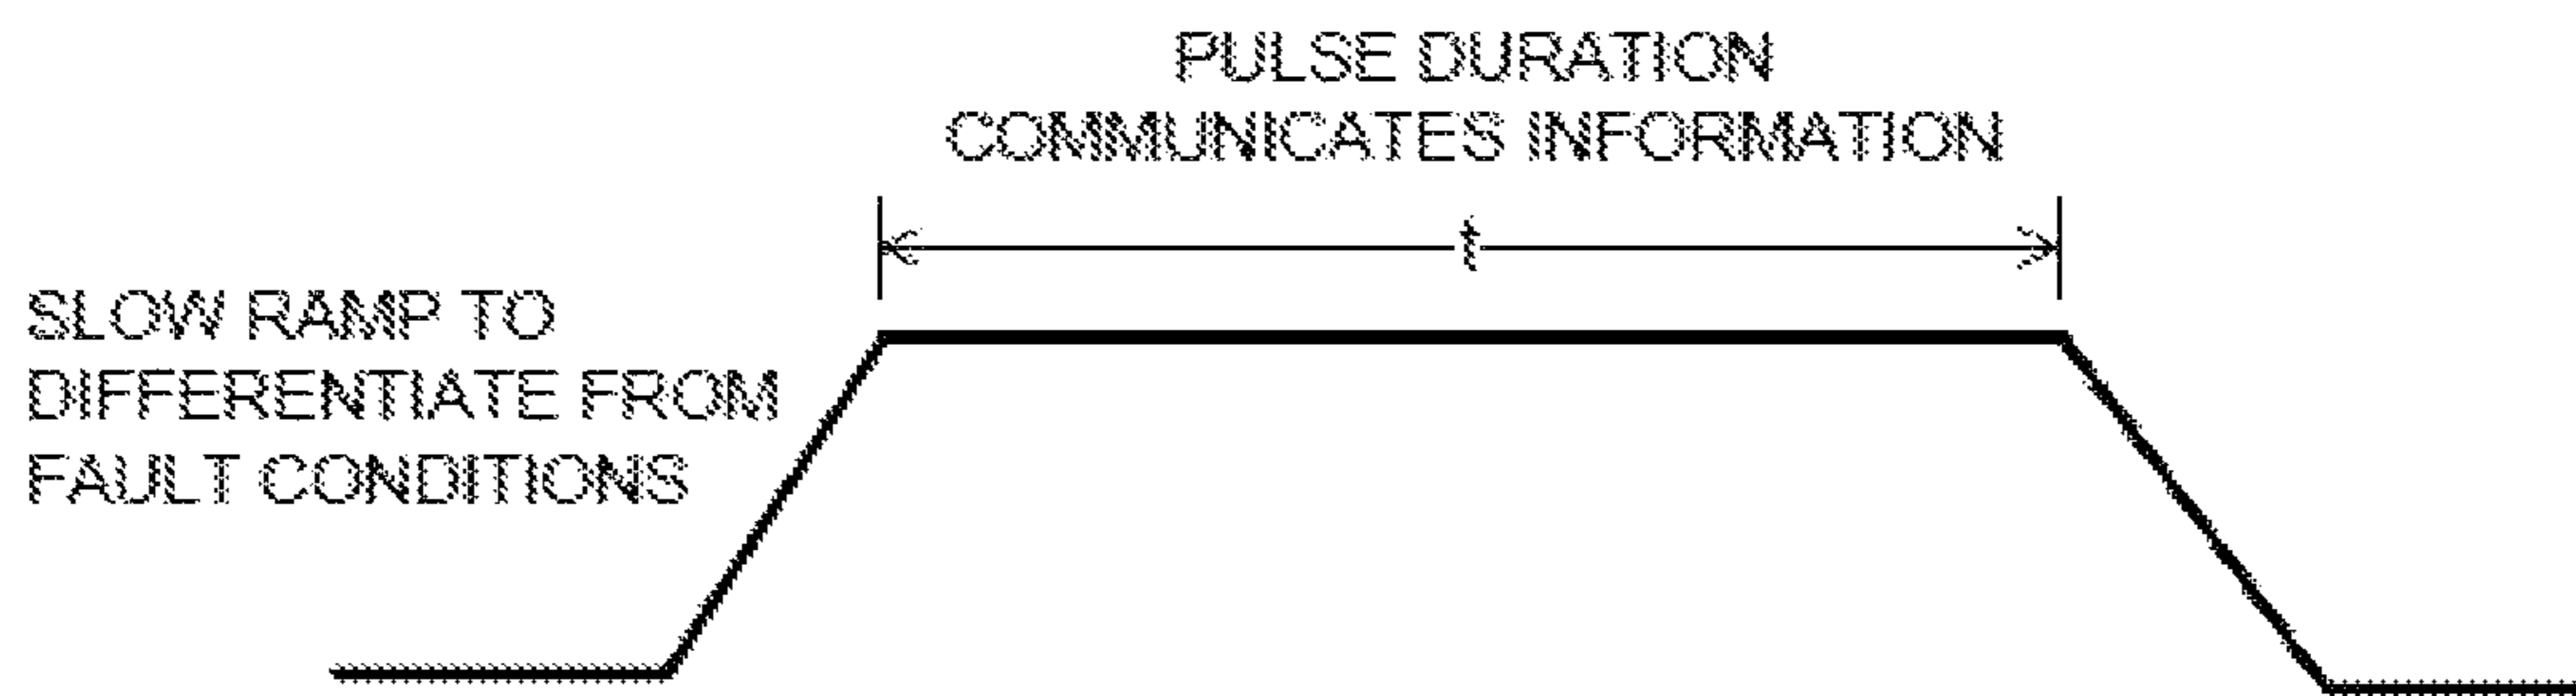 PULSE DURATION
COMMUNICATES INFORMATION
t
SLOW RAMP TO
DIFFERENTIATE FROM
FAULT CONDITIONS